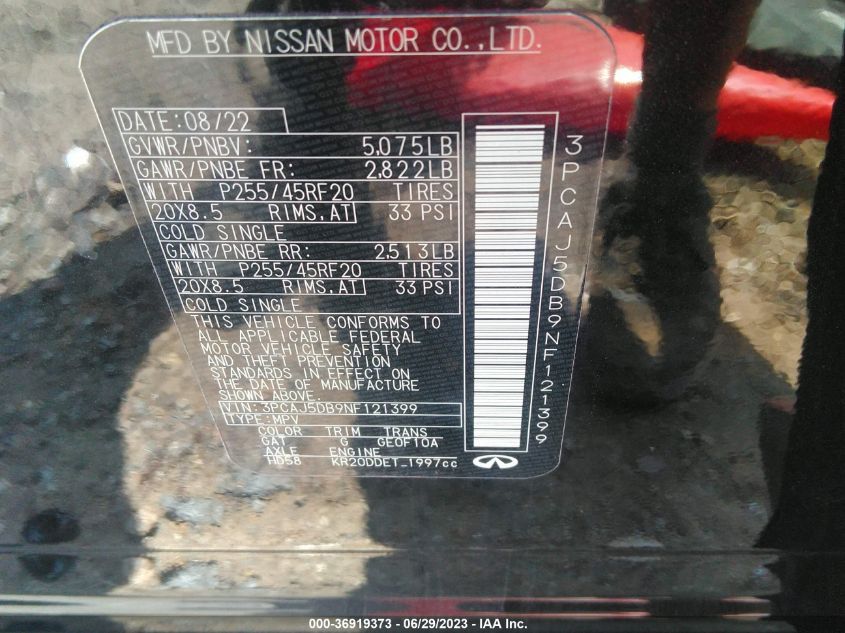 MFD BY NISSAN MOTOR CO.,LTD.
DATE:08/22
GVWR/PNBV: 5,075LB
GAWR/PNBE FR: 2,822LB
WITH P255/45RF20 TIRES
20X8.5 RIMS.AT 33 PSI
COLD SINGLE
GAWR/PNBE RR: 2,513LB
WITH P255/45RF20 TIRES
20X8.5 RIMS.AT 33 PSI
COLD SINGLE
THIS VEHICLE CONFORMS TO
ALL APPLICABLE FEDERAL
MOTOR VEHICLE SAFETY
AND THEFT PREVENTION
STANDARDS IN EFFECT ON
THE DATE OF MANUFACTURE
SHOWN ABOVE.
VIN:3PCAJ5DB9NF121399
TYPE:MPV
COLOR TRIM TRANS
GAT G GE0F10A
AXLE ENGINE
HD58 KR20DDET 1997cc
3PCAJ5DB9NF121399
000-36919373 - 06/29/2023 - IAA Inc.